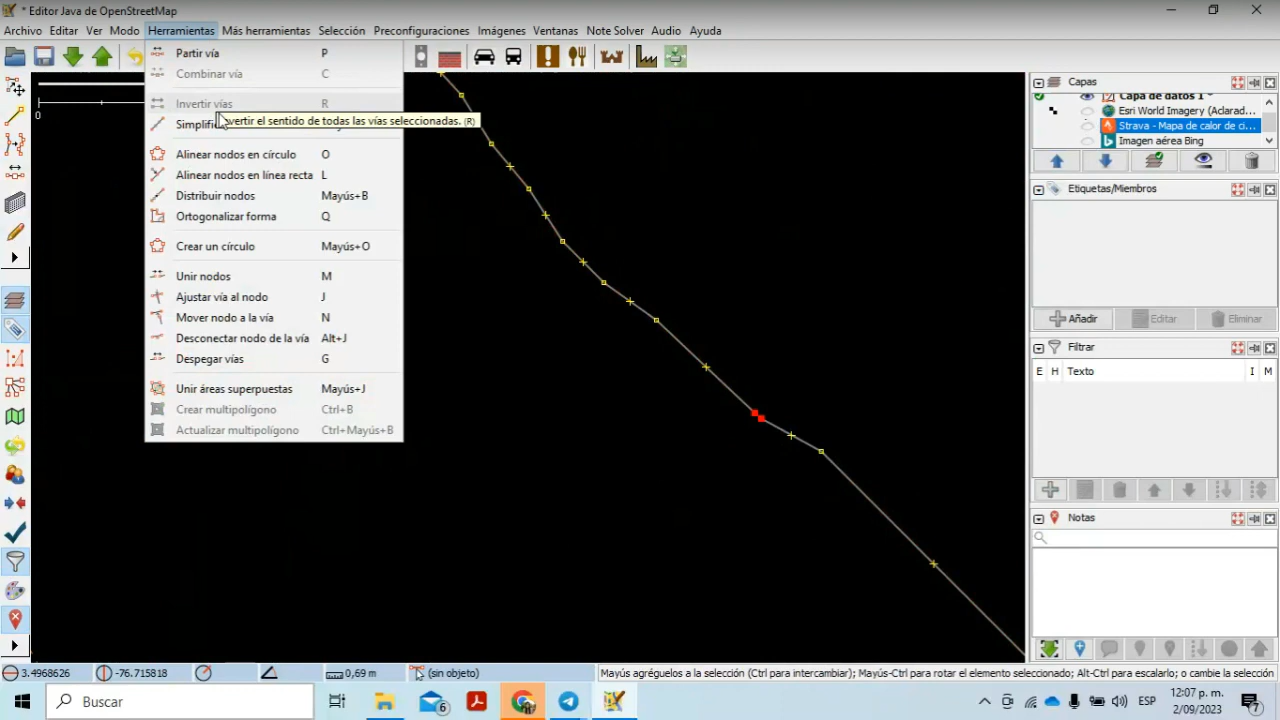 * Editor Java de OpenStreetMap
Archivo Editar Ver Modo Herramientas Más herramientas Selección Preconfiguraciones Imágenes Ventanas Note Solver Audio Ayuda
Partir vía P
Combinar vía C
Invertir vías R
Simplific
vertir el sentido de todas las vías seleccionadas. (R)
Alinear nodos en círculo O
Alinear nodos en línea recta L
Distribuir nodos Mayús+B
Ortogonalizar forma Q
Crear un círculo Mayús+O
Unir nodos M
Ajustar vía al nodo J
Mover nodo a la vía N
Desconectar nodo de la vía Alt+J
Despegar vías G
Unir áreas superpuestas Mayús+J
Crear multipolígono Ctrl+B
Actualizar multipolígono Ctrl+Mayús+B
0
Capas
Capa de datos 1 *
Esri World Imagery (Aclarad...
Strava - Mapa de calor de ci...
Imagen aérea Bing
Etiquetas/Miembros
Añadir Editar Eliminar
Filtrar
E H Texto I M
Notas
3.4968626 -76.715818 0,69 m (sin objeto) Mayús agréguelos a la selección (Ctrl para intercambiar); Mayús-Ctrl para rotar el elemento seleccionado; Alt-Ctrl para escalarlo; o cambie la selección
Buscar
6
ESP
12:07 p. m.
2/09/2023
7